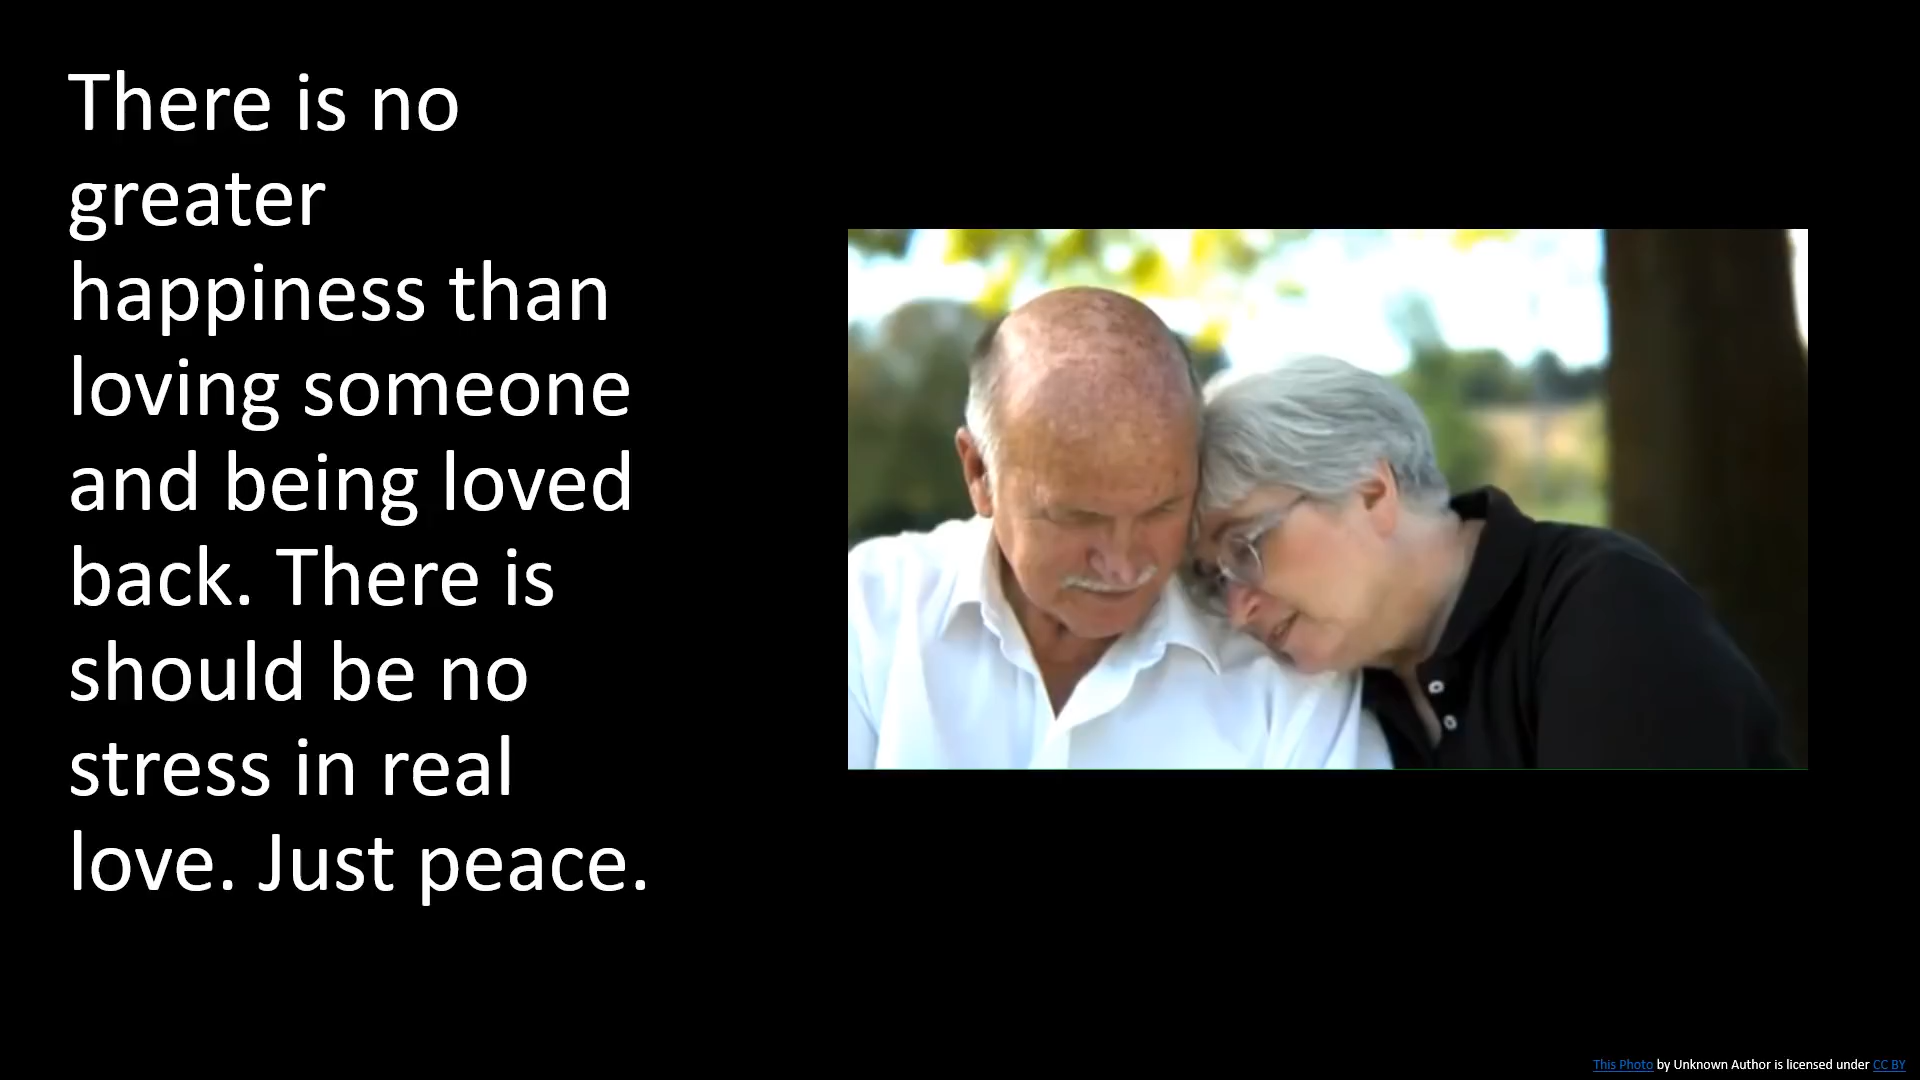 There is no
greater
happiness than
loving someone
and being loved
back. There is
should be no
stress in real
love. Just peace.
This Photo by Unknown Author is licensed under CC BY